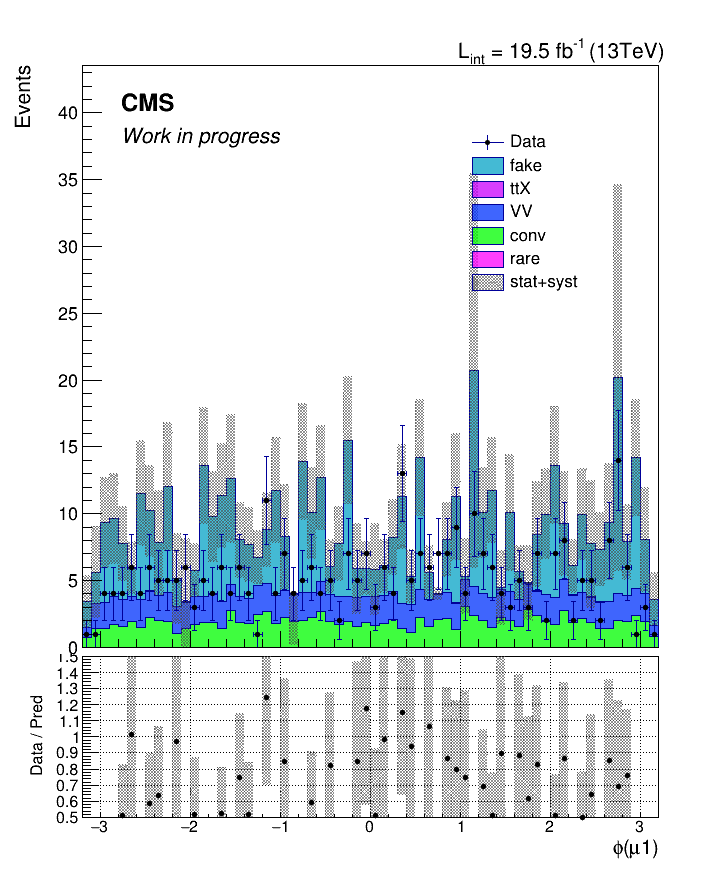 L_int = 19.5 fb^-1 (13TeV)
Events
CMS
Work in progress
Data
fake
ttX
VV
conv
rare
stat+syst
40
35
30
25
20
15
10
5
0
Data / Pred
1.5
1.4
1.3
1.2
1.1
1
0.9
0.8
0.7
0.6
0.5
−3 −2 −1 0 1 2 3
ϕ(μ1)